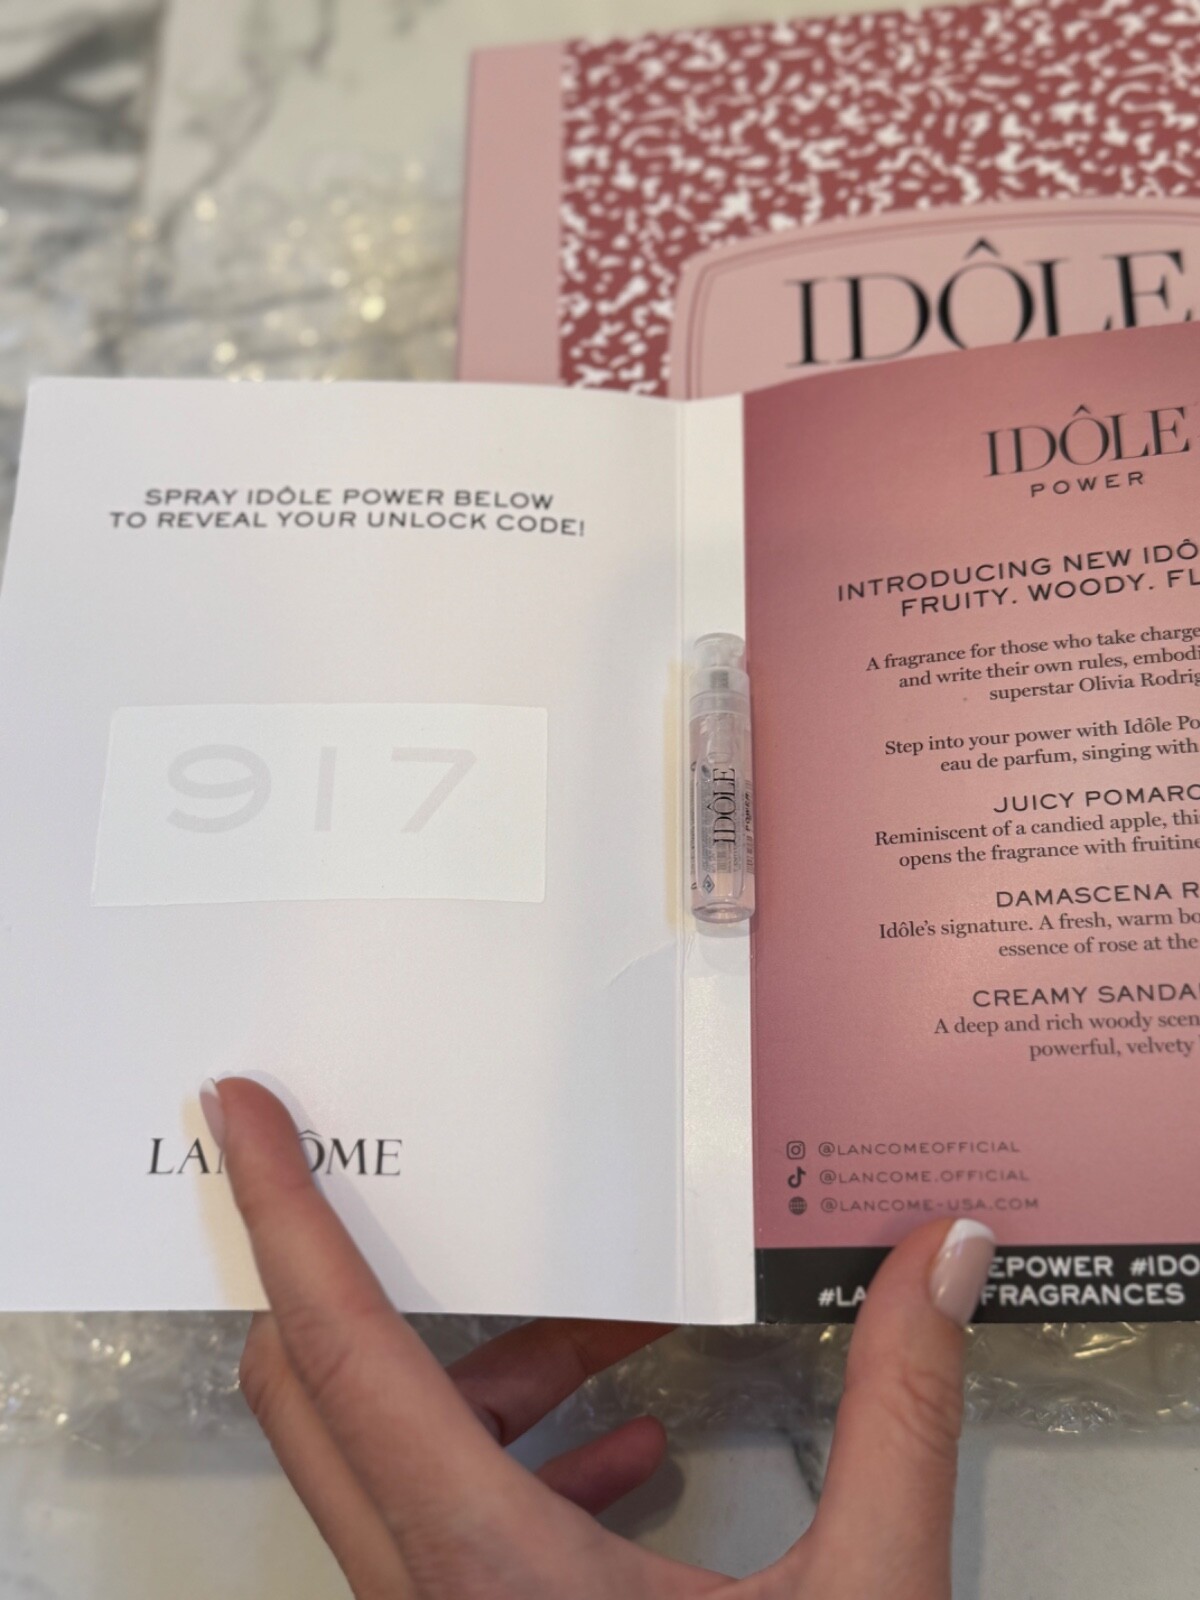 IDÔLE
SPRAY IDÔLE POWER BELOW
TO REVEAL YOUR UNLOCK CODE!
917
LANCÔME
IDÔLE
POWER
IDÔLE
POWER
INTRODUCING NEW IDÔ
FRUITY. WOODY. FL
A fragrance for those who take charge
and write their own rules, embodi
superstar Olivia Rodrig
Step into your power with Idôle Po
eau de parfum, singing with
JUICY POMARO
Reminiscent of a candied apple, thi
opens the fragrance with fruitine
DAMASCENA R
Idôle's signature. A fresh, warm bo
essence of rose at the
CREAMY SANDA
A deep and rich woody scen
powerful, velvety
@LANCOMEOFFICIAL
@LANCOME.OFFICIAL
@LANCOME-USA.COM
EPOWER #IDO
#LA FRAGRANCES